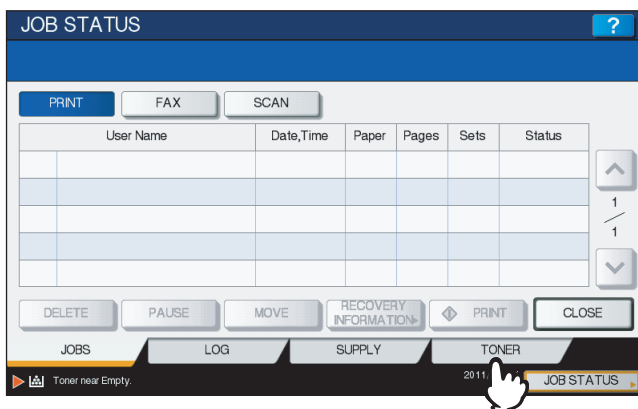 JOB STATUS ?
PRINT FAX SCAN
User Name Date,Time Paper Pages Sets Status
1
1
DELETE PAUSE MOVE RECOVERY INFORMATION PRINT CLOSE
JOBS LOG SUPPLY TONER
Toner near Empty. 2011 JOB STATUS